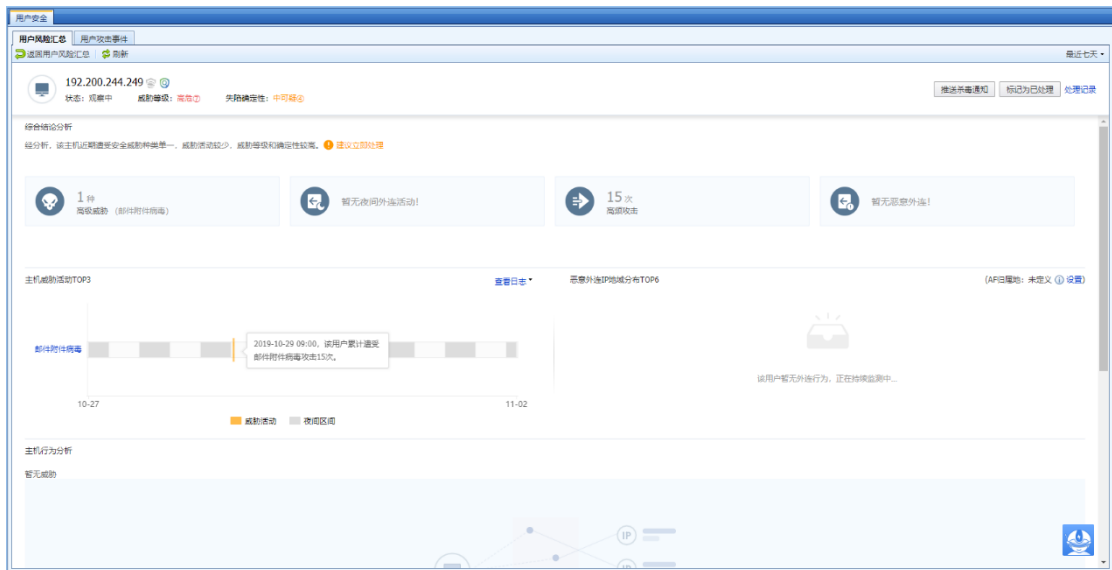 用户安全
用户风险汇总 用户攻击事件
返回用户风险汇总 刷新 最近七天
192.200.244.249
状态：观察中 威胁等级：高危⑦ 失陷确定性：中可疑④ 推送杀毒通知 标记为已处理 处理记录
综合结论分析
经分析，该主机近期遭受安全威胁种类单一，威胁活动较少，威胁等级和确定性较高。 建议立即处理
1 种
高级威胁 （邮件附件病毒）
暂无夜间外连活动！
15 次
高频攻击
暂无恶意外连！
主机威胁活动TOP3 查看日志
恶意外连IP地域分布TOP6 (AF归属地：未定义 设置)
邮件附件病毒
2019-10-29 09:00，该用户累计遭受
邮件附件病毒攻击15次。
10-27 11-02
威胁活动 夜间区间
该用户暂无外连行为，正在持续监测中...
主机行为分析
暂无威胁
IP
IP